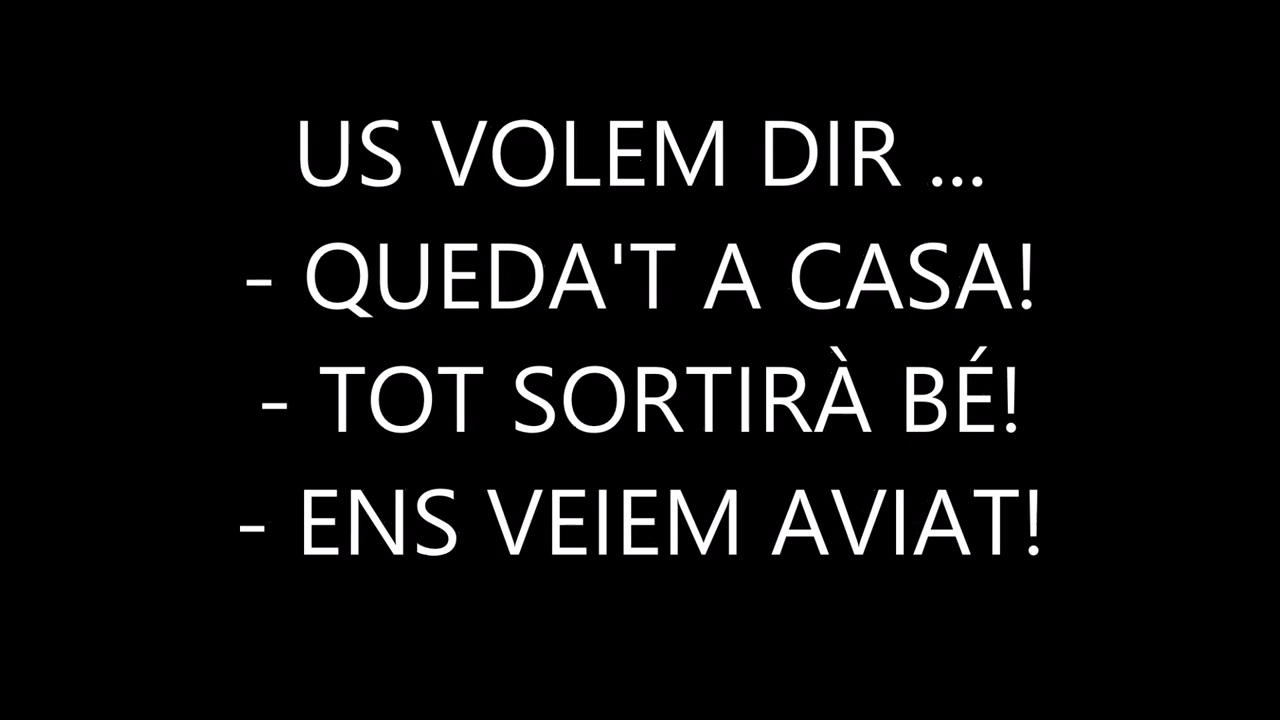 US VOLEM DIR ...
- QUEDA'T A CASA!
- TOT SORTIRÀ BÉ!
- ENS VEIEM AVIAT!